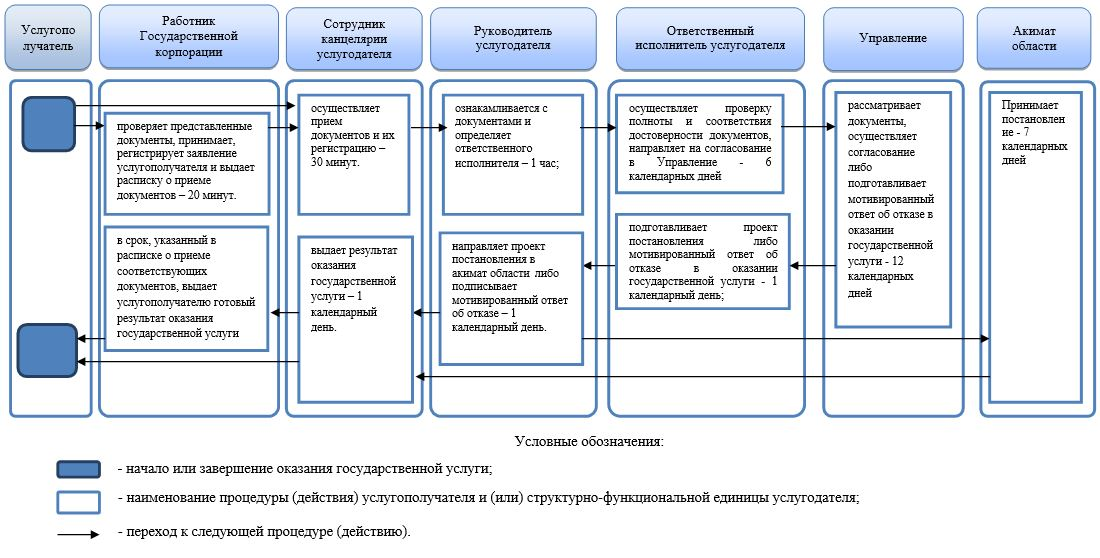 Услугопо
лучатель
Работник
Государственной
корпорации
Сотрудник
канцелярии
услугодателя
Руководитель
услугодателя
Ответственный
исполнитель услугодателя
Управление
Акимат
области
проверяет представленные
документы, принимает,
регистрирует заявление
услугополучателя и выдает
расписку о приеме
документов – 20 минут.
осуществляет
прием
документов и их
регистрацию –
30 минут.
ознакамливается с
документами и
определяет
ответственного
исполнителя – 1 час;
осуществляет проверку
полноты и соответствия
достоверности документов,
направляет на согласование
в Управление - 6
календарных дней
рассматривает
документы,
осуществляет
согласование
либо
подготавливает
мотивированный
ответ об отказе в
оказании
государственной
услуги - 12
календарных
дней
Принимает
постановлен
ие - 7
календарных
дней
в срок, указанный в
расписке о приеме
соответствующих
документов, выдает
услугополучателю готовый
результат оказания
государственной услуги
выдает результат
оказания
государственной
услуги – 1
календарный
день.
направляет проект
постановления в
акимат области либо
подписывает
мотивированный ответ
об отказе – 1
календарный день.
подготавливает проект
постановления либо
мотивированный ответ об
отказе в оказании
государственной услуги - 1
календарный день;
Условные обозначения:
- начало или завершение оказания государственной услуги;
- наименование процедуры (действия) услугополучателя и (или) структурно-функциональной единицы услугодателя;
- переход к следующей процедуре (действию).